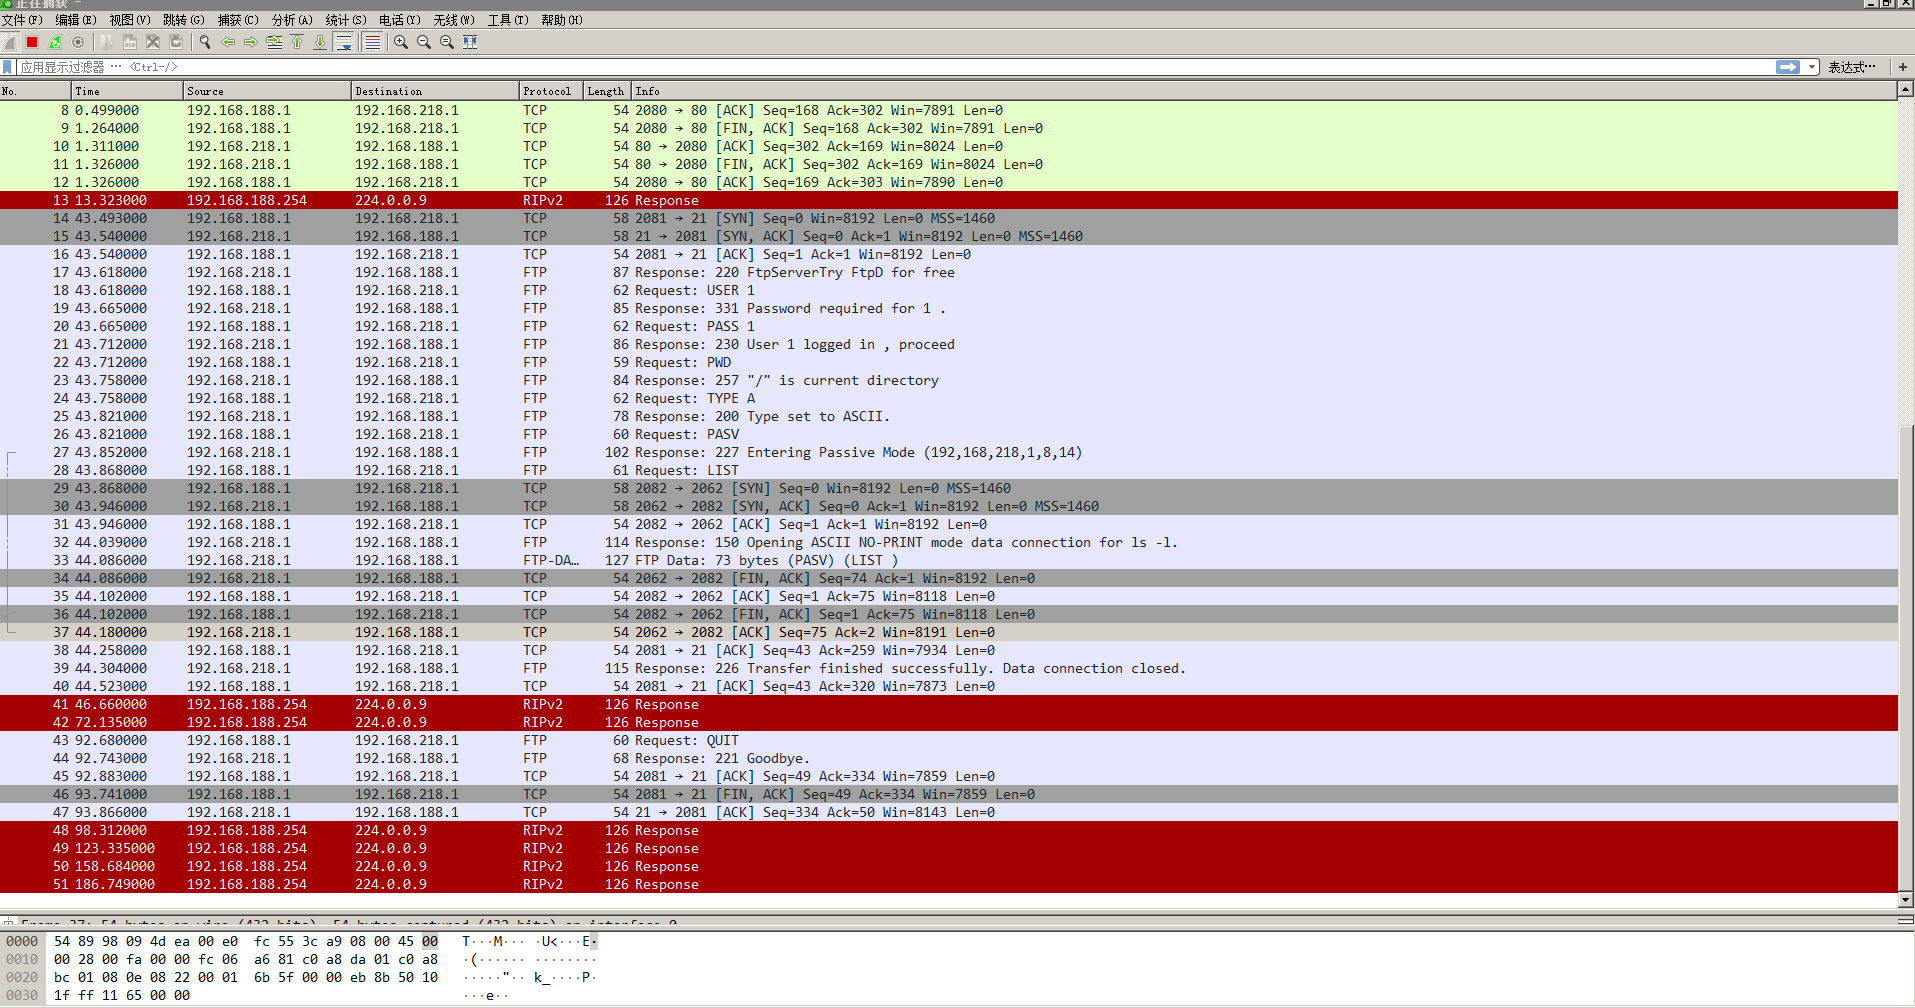 正在捕获 -
文件(F) 编辑(E) 视图(V) 跳转(G) 捕获(C) 分析(A) 统计(S) 电话(Y) 无线(W) 工具(T) 帮助(H)
应用显示过滤器 ⋯ <Ctrl-/> 表达式⋯ +
No. Time Source Destination Protocol Length Info
8 0.499000 192.168.188.1 192.168.218.1 TCP 54 2080 → 80 [ACK] Seq=168 Ack=302 Win=7891 Len=0
9 1.264000 192.168.188.1 192.168.218.1 TCP 54 2080 → 80 [FIN, ACK] Seq=168 Ack=302 Win=7891 Len=0
10 1.311000 192.168.218.1 192.168.188.1 TCP 54 80 → 2080 [ACK] Seq=302 Ack=169 Win=8024 Len=0
11 1.326000 192.168.218.1 192.168.188.1 TCP 54 80 → 2080 [FIN, ACK] Seq=302 Ack=169 Win=8024 Len=0
12 1.326000 192.168.188.1 192.168.218.1 TCP 54 2080 → 80 [ACK] Seq=169 Ack=303 Win=7890 Len=0
13 13.323000 192.168.188.254 224.0.0.9 RIPv2 126 Response
14 43.493000 192.168.188.1 192.168.218.1 TCP 58 2081 → 21 [SYN] Seq=0 Win=8192 Len=0 MSS=1460
15 43.540000 192.168.218.1 192.168.188.1 TCP 58 21 → 2081 [SYN, ACK] Seq=0 Ack=1 Win=8192 Len=0 MSS=1460
16 43.540000 192.168.188.1 192.168.218.1 TCP 54 2081 → 21 [ACK] Seq=1 Ack=1 Win=8192 Len=0
17 43.618000 192.168.218.1 192.168.188.1 FTP 87 Response: 220 FtpServerTry FtpD for free
18 43.618000 192.168.188.1 192.168.218.1 FTP 62 Request: USER 1
19 43.665000 192.168.218.1 192.168.188.1 FTP 85 Response: 331 Password required for 1 .
20 43.665000 192.168.188.1 192.168.218.1 FTP 62 Request: PASS 1
21 43.712000 192.168.218.1 192.168.188.1 FTP 86 Response: 230 User 1 logged in , proceed
22 43.712000 192.168.188.1 192.168.218.1 FTP 59 Request: PWD
23 43.758000 192.168.218.1 192.168.188.1 FTP 84 Response: 257 "/" is current directory
24 43.758000 192.168.188.1 192.168.218.1 FTP 62 Request: TYPE A
25 43.821000 192.168.218.1 192.168.188.1 FTP 78 Response: 200 Type set to ASCII.
26 43.821000 192.168.188.1 192.168.218.1 FTP 60 Request: PASV
27 43.852000 192.168.218.1 192.168.188.1 FTP 102 Response: 227 Entering Passive Mode (192,168,218,1,8,14)
28 43.868000 192.168.188.1 192.168.218.1 FTP 61 Request: LIST
29 43.868000 192.168.188.1 192.168.218.1 TCP 58 2082 → 2062 [SYN] Seq=0 Win=8192 Len=0 MSS=1460
30 43.946000 192.168.218.1 192.168.188.1 TCP 58 2062 → 2082 [SYN, ACK] Seq=0 Ack=1 Win=8192 Len=0 MSS=1460
31 43.946000 192.168.188.1 192.168.218.1 TCP 54 2082 → 2062 [ACK] Seq=1 Ack=1 Win=8192 Len=0
32 44.039000 192.168.218.1 192.168.188.1 FTP 114 Response: 150 Opening ASCII NO-PRINT mode data connection for ls -l.
33 44.086000 192.168.218.1 192.168.188.1 FTP-DA… 127 FTP Data: 73 bytes (PASV) (LIST )
34 44.086000 192.168.218.1 192.168.188.1 TCP 54 2062 → 2082 [FIN, ACK] Seq=74 Ack=1 Win=8192 Len=0
35 44.102000 192.168.188.1 192.168.218.1 TCP 54 2082 → 2062 [ACK] Seq=1 Ack=75 Win=8118 Len=0
36 44.102000 192.168.188.1 192.168.218.1 TCP 54 2082 → 2062 [FIN, ACK] Seq=1 Ack=75 Win=8118 Len=0
37 44.180000 192.168.218.1 192.168.188.1 TCP 54 2062 → 2082 [ACK] Seq=75 Ack=2 Win=8191 Len=0
38 44.258000 192.168.188.1 192.168.218.1 TCP 54 2081 → 21 [ACK] Seq=43 Ack=259 Win=7934 Len=0
39 44.304000 192.168.218.1 192.168.188.1 FTP 115 Response: 226 Transfer finished successfully. Data connection closed.
40 44.523000 192.168.188.1 192.168.218.1 TCP 54 2081 → 21 [ACK] Seq=43 Ack=320 Win=7873 Len=0
41 46.660000 192.168.188.254 224.0.0.9 RIPv2 126 Response
42 72.135000 192.168.188.254 224.0.0.9 RIPv2 126 Response
43 92.680000 192.168.188.1 192.168.218.1 FTP 60 Request: QUIT
44 92.743000 192.168.218.1 192.168.188.1 FTP 68 Response: 221 Goodbye.
45 92.883000 192.168.188.1 192.168.218.1 TCP 54 2081 → 21 [ACK] Seq=49 Ack=334 Win=7859 Len=0
46 93.741000 192.168.188.1 192.168.218.1 TCP 54 2081 → 21 [FIN, ACK] Seq=49 Ack=334 Win=7859 Len=0
47 93.866000 192.168.218.1 192.168.188.1 TCP 54 21 → 2081 [ACK] Seq=334 Ack=50 Win=8143 Len=0
48 98.312000 192.168.188.254 224.0.0.9 RIPv2 126 Response
49 123.335000 192.168.188.254 224.0.0.9 RIPv2 126 Response
50 158.684000 192.168.188.254 224.0.0.9 RIPv2 126 Response
51 186.749000 192.168.188.254 224.0.0.9 RIPv2 126 Response
Frame 37: 54 bytes on wire (432 bits), 54 bytes captured (432 bits) on interface 0
0000 54 89 98 09 4d ea 00 e0 fc 55 3c a9 08 00 45 00 T···M··· ·U<···E·
0010 00 28 00 fa 00 00 fc 06 a6 81 c0 a8 da 01 c0 a8 ·(······ ········
0020 bc 01 08 0e 08 22 00 01 6b 5f 00 00 eb 8b 50 10 ·····"·· k_····P·
0030 1f ff 11 65 00 00 ···e··